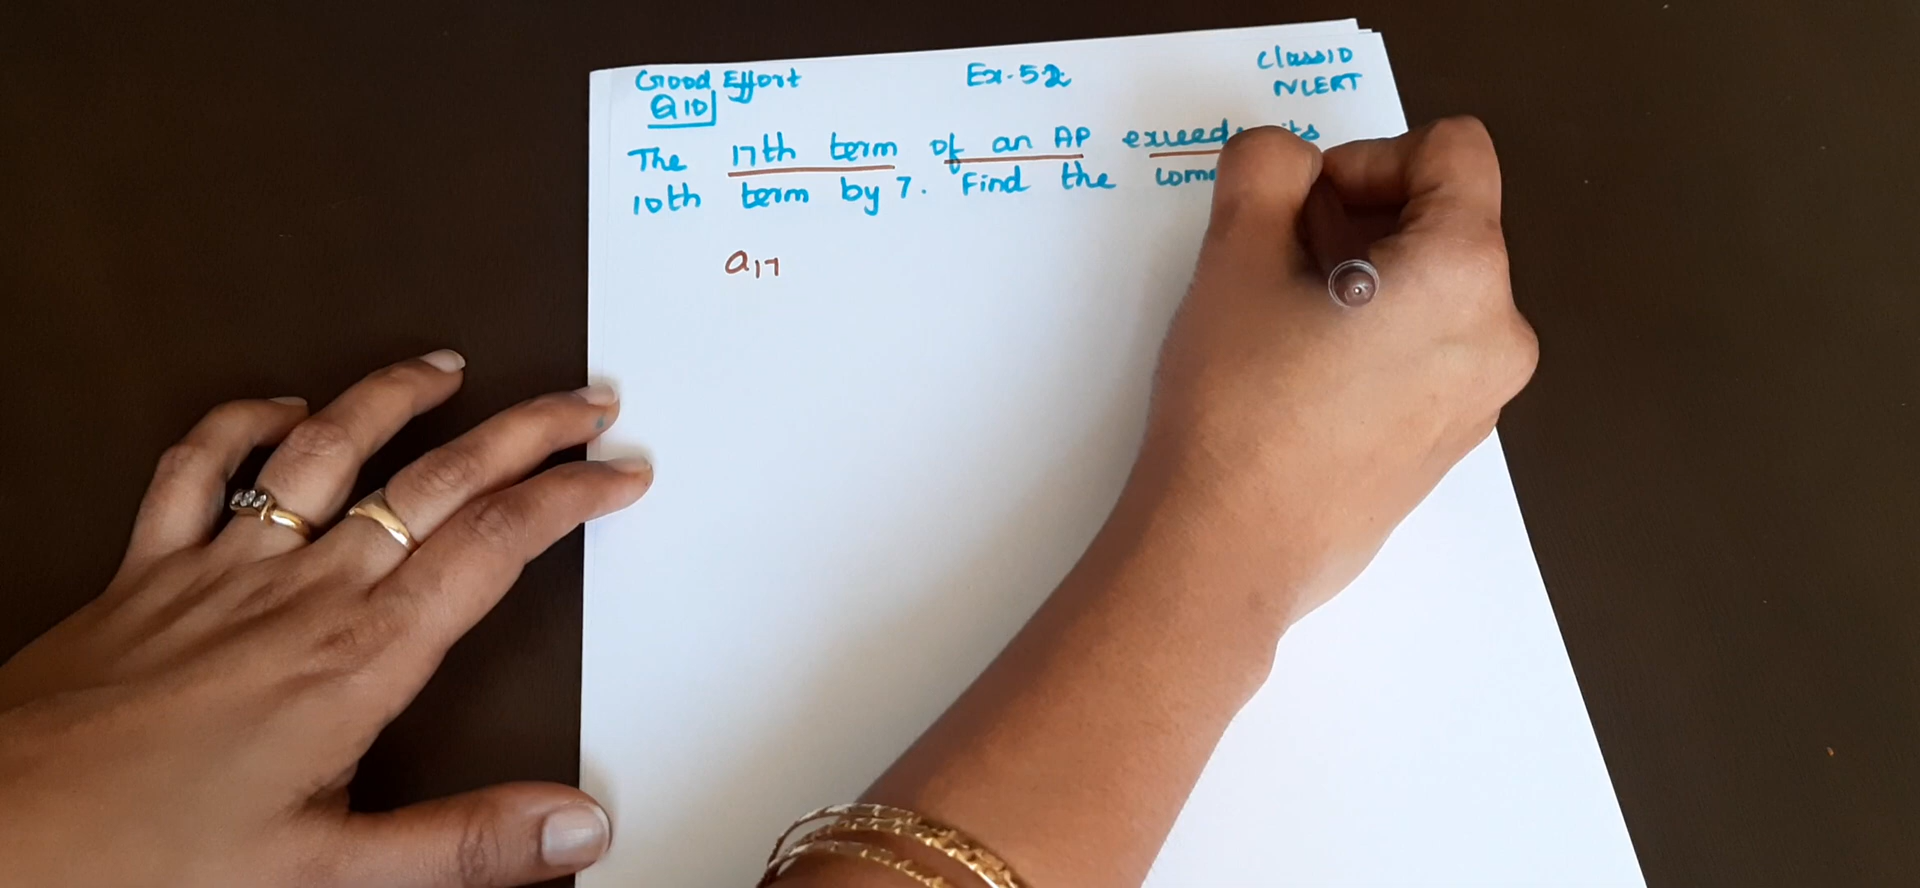 Good Effort Ex-5.2 Class 10
Q10 NCERT
The 17th term of an AP exceeds its
10th term by 7. Find the
a17